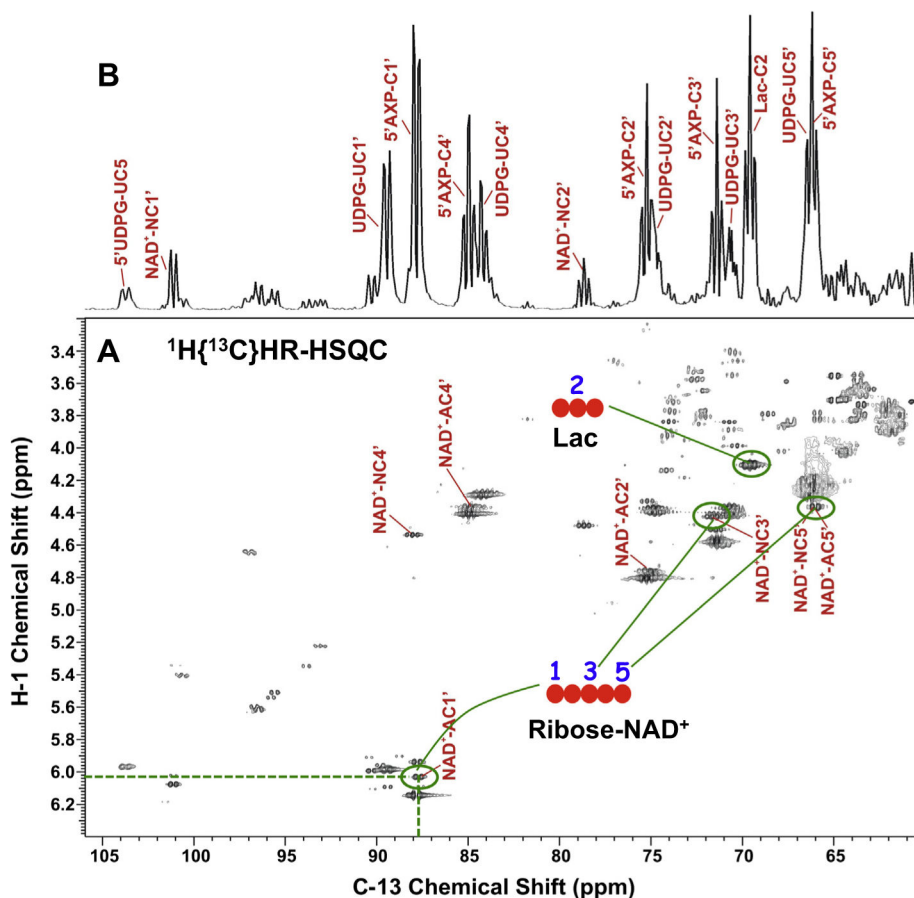 B
5'UDPG-UC5
NAD⁺-NC1'
UDPG-UC1'
5'AXP-C1'
5'AXP-C4'
UDPG-UC4'
NAD⁺-NC2'
5'AXP-C2'
UDPG-UC2'
5'AXP-C3'
UDPG-UC3'
Lac-C2
UDPG-UC5'
5'AXP-C5'
A
¹H{¹³C}HR-HSQC
3.4
3.6
3.8
4.0
4.2
4.4
4.6
4.8
5.0
5.2
5.4
5.6
5.8
6.0
6.2
H-1 Chemical Shift (ppm)
NAD⁺-NC4'
NAD⁺-AC4'
2
Lac
NAD⁺-AC2'
NAD⁺-NC3'
NAD⁺-NC5'
NAD⁺-AC5'
1 3 5
Ribose-NAD⁺
NAD⁺-AC1'
105 100 95 90 85 80 75 70 65
C-13 Chemical Shift (ppm)